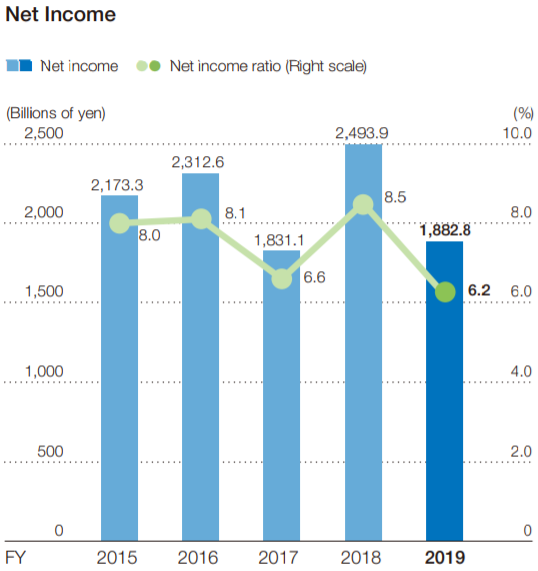 Net Income
Net income Net income ratio (Right scale)
(Billions of yen) (%)
2,500 2,493.9 10.0
2,312.6
2,173.3
8.5
2,000 8.1 8.0
8.0 1,831.1 1,882.8
6.6
1,500 6.2 6.0
1,000 4.0
500 2.0
0 0
FY 2015 2016 2017 2018 2019